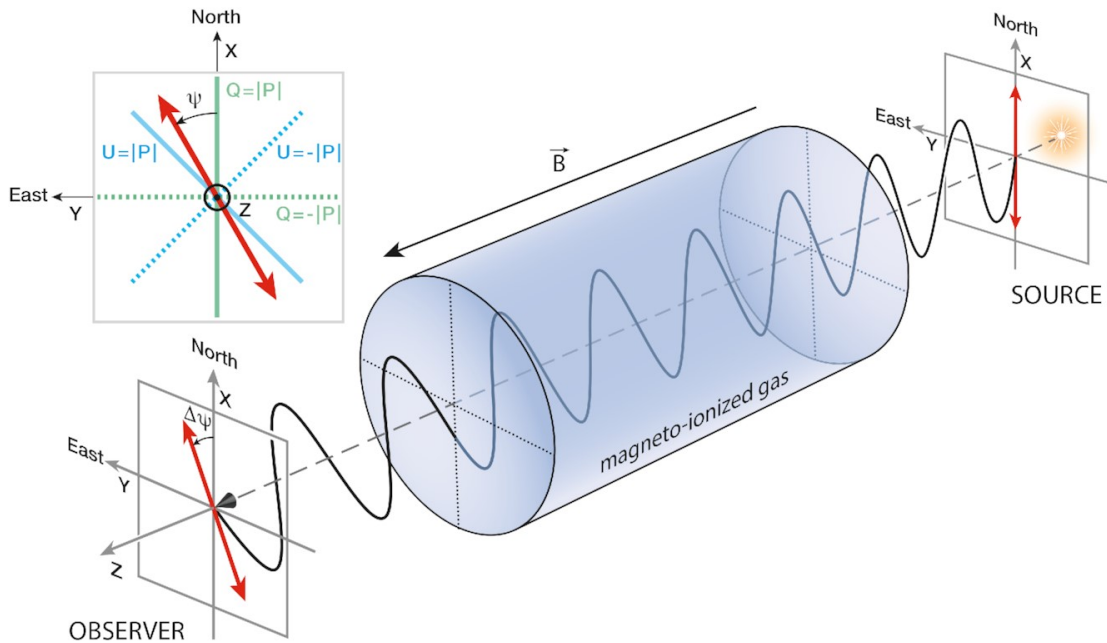 North
X
ψ
Q=|P|
U=|P|
U=-|P|
East
Y
Z
Q=-|P|
B
North
X
East
Y
SOURCE
magneto-ionized gas
North
X
Δψ
East
Y
Z
OBSERVER